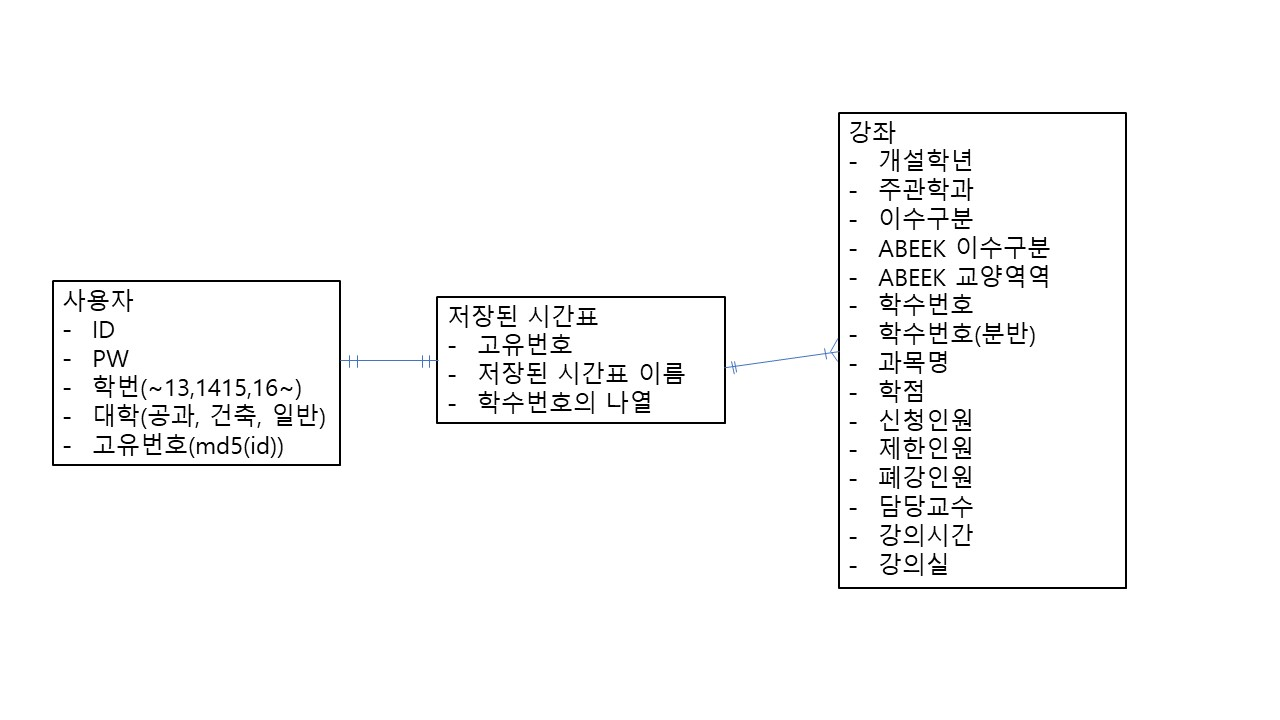 사용자
- ID
- PW
- 학번(~13,1415,16~)
- 대학(공과, 건축, 일반)
- 고유번호(md5(id))
저장된 시간표
- 고유번호
- 저장된 시간표 이름
- 학수번호의 나열
강좌
- 개설학년
- 주관학과
- 이수구분
- ABEEK 이수구분
- ABEEK 교양역역
- 학수번호
- 학수번호(분반)
- 과목명
- 학점
- 신청인원
- 제한인원
- 폐강인원
- 담당교수
- 강의시간
- 강의실